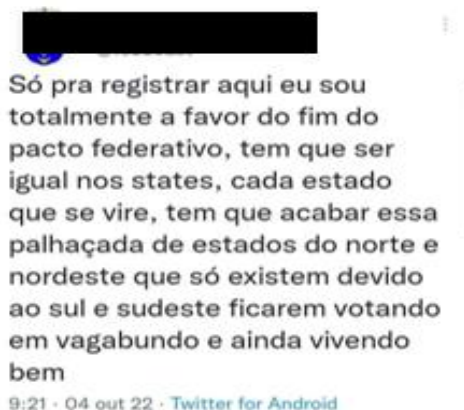 Só pra registrar aqui eu sou
totalmente a favor do fim do
pacto federativo, tem que ser
igual nos states, cada estado
que se vire, tem que acabar essa
palhaçada de estados do norte e
nordeste que só existem devido
ao sul e sudeste ficarem votando
em vagabundo e ainda vivendo
bem
9:21 · 04 out 22 · Twitter for Android